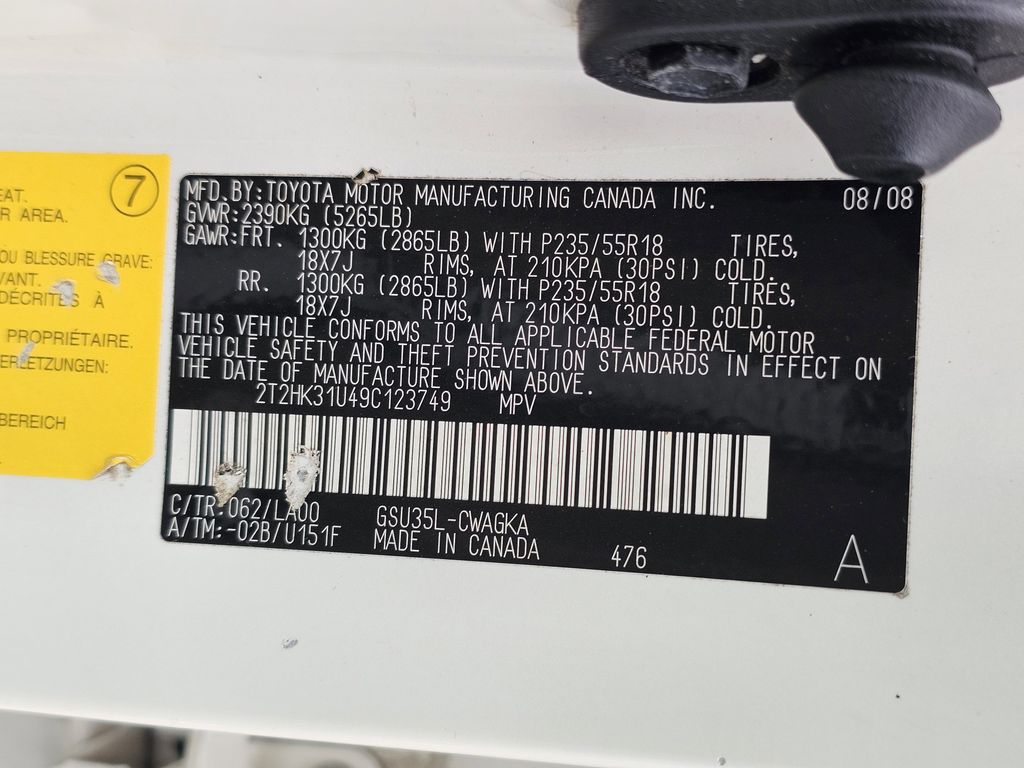 7
EAT.
R AREA.
OU BLESSURE GRAVE:
VANT.
DÉCRITES À
PROPRIÉTAIRE.
ERLETZUNGEN:
BEREICH
MFD.BY:TOYOTA MOTOR MANUFACTURING CANADA INC. 08/08
GVWR:2390KG (5265LB)
GAWR:FRT. 1300KG (2865LB) WITH P235/55R18 TIRES,
18X7J RIMS, AT 210KPA (30PSI) COLD.
RR. 1300KG (2865LB) WITH P235/55R18 TIRES,
18X7J RIMS, AT 210KPA (30PSI) COLD.
THIS VEHICLE CONFORMS TO ALL APPLICABLE FEDERAL MOTOR
VEHICLE SAFETY AND THEFT PREVENTION STANDARDS IN EFFECT ON
THE DATE OF MANUFACTURE SHOWN ABOVE.
2T2HK31U49C123749 MPV
C/TR:062/LA00 GSU35L-CWAGKA
A/TM:-02B/U151F MADE IN CANADA 476 A